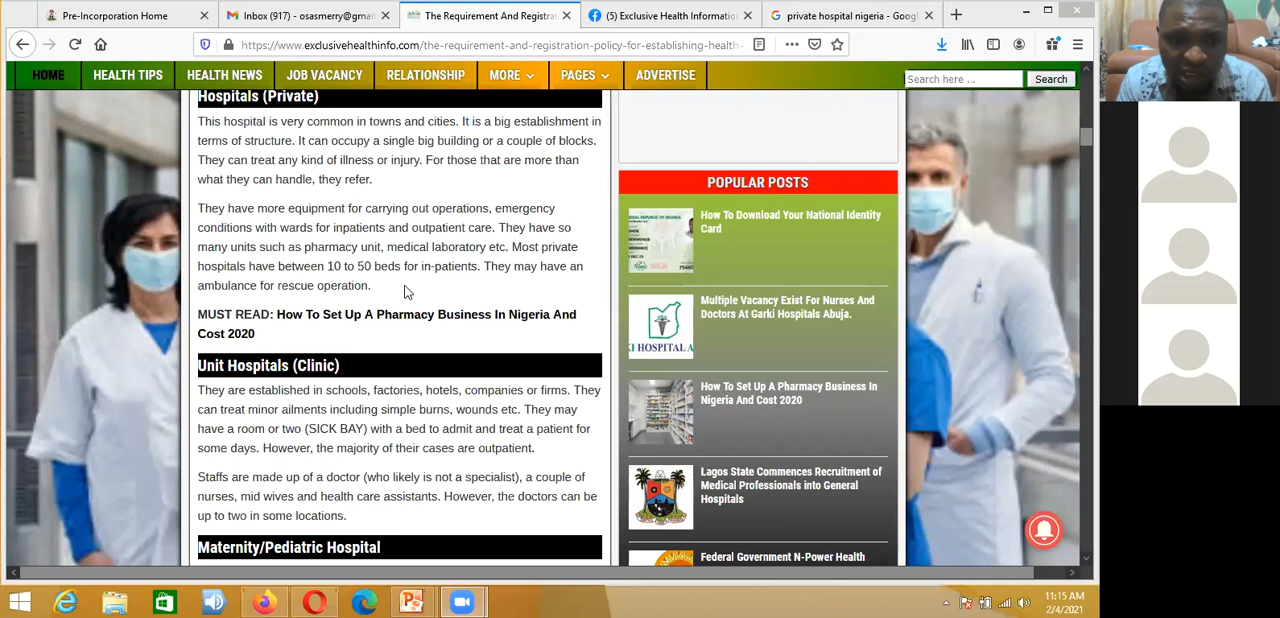 Pre-Incorporation Home
Inbox (917) - osasmerry@gmai
The Requirement And Registra
(5) Exclusive Health Informatio
private hospital nigeria - Goog
https://www.exclusivehealthinfo.com/the-requirement-and-registration-policy-for-establishing-health-
HOME
HEALTH TIPS
HEALTH NEWS
JOB VACANCY
RELATIONSHIP
MORE
PAGES
ADVERTISE
Search here ...
Search
Hospitals (Private)
This hospital is very common in towns and cities. It is a big establishment in
terms of structure. It can occupy a single big building or a couple of blocks.
They can treat any kind of illness or injury. For those that are more than
what they can handle, they refer.
They have more equipment for carrying out operations, emergency
conditions with wards for inpatients and outpatient care. They have so
many units such as pharmacy unit, medical laboratory etc. Most private
hospitals have between 10 to 50 beds for in-patients. They may have an
ambulance for rescue operation.
MUST READ: How To Set Up A Pharmacy Business In Nigeria And
Cost 2020
Unit Hospitals (Clinic)
They are established in schools, factories, hotels, companies or firms. They
can treat minor ailments including simple burns, wounds etc. They may
have a room or two (SICK BAY) with a bed to admit and treat a patient for
some days. However, the majority of their cases are outpatient.
Staffs are made up of a doctor (who likely is not a specialist), a couple of
nurses, mid wives and health care assistants. However, the doctors can be
up to two in some locations.
Maternity/Pediatric Hospital
POPULAR POSTS
How To Download Your National Identity
Card
Multiple Vacancy Exist For Nurses And
Doctors At Garki Hospitals Abuja.
KI HOSPITAL A
How To Set Up A Pharmacy Business In
Nigeria And Cost 2020
Lagos State Commences Recruitment of
Medical Professionals into General
Hospitals
Federal Government N-Power Health
11:15 AM
2/4/2021